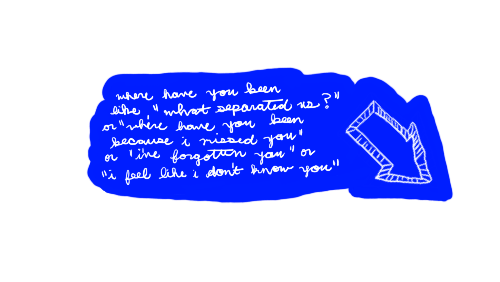 where have you been
like "what separated us?"
or "where have you been
because i missed you"
or "i've forgotten you" or
"i feel like i don't know you"